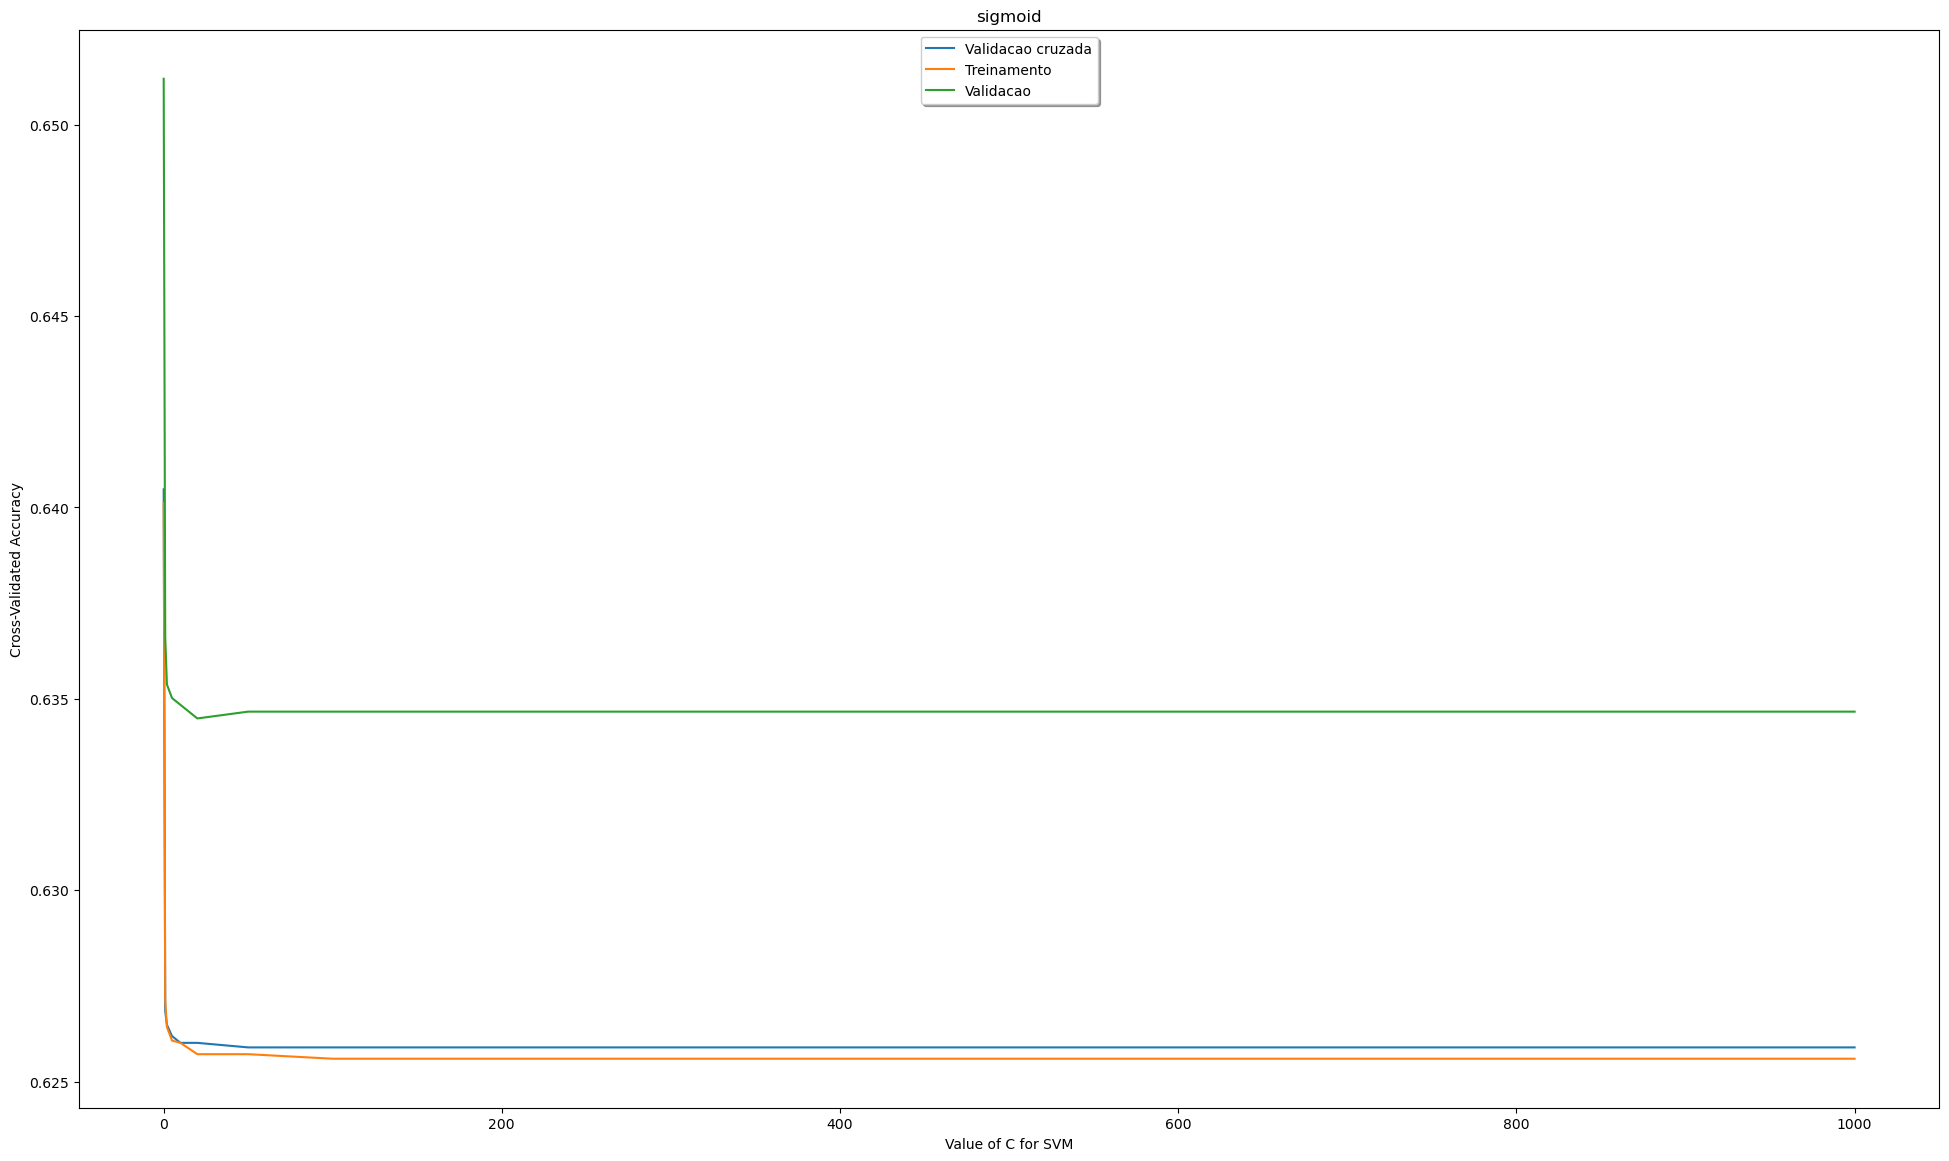 sigmoid
Validacao cruzada
Treinamento
Validacao
Cross-Validated Accuracy
0.650
0.645
0.640
0.635
0.630
0.625
0
200
400
600
800
1000
Value of C for SVM